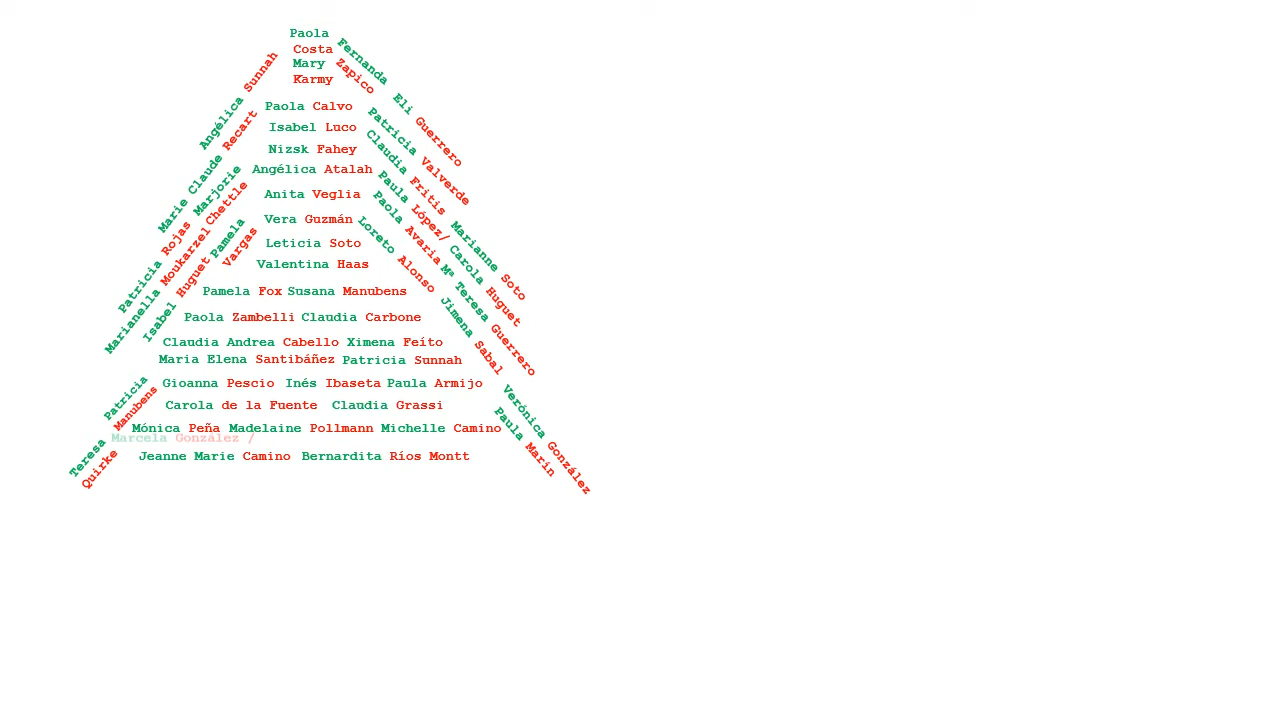 Paola
Costa
Mary
Karmy
Fernanda
Zapico
Angélica Sunnah
Eli Guerrero
Paola Calvo
Marie Claude Recart
Patricia Valverde
Isabel Luco
Claudia Fritis
Nizsk Fahey
Angélica Atalah
Patricia Rojas Marjorie
Marianella Moukarzel Chettle
Paula López/ Carola Huguet
Marianne Soto
Anita Veglia
Paola Avaria Mª Teresa Guerrero
Vera Guzmán
Isabel Huguet Pamela
Vargas
Loreto Alonso
Leticia Soto
Valentina Haas
Pamela Fox Susana Manubens
Jimena Sabal
Paola Zambelli Claudia Carbone
Claudia Andrea Cabello Ximena Feíto
Maria Elena Santibáñez Patricia Sunnah
Gioanna Pescio Inés Ibaseta Paula Armijo
Patricia
Manubens
Carola de la Fuente Claudia Grassi
Verónica González
Paula Marín
Mónica Peña Madelaine Pollmann Michelle Camino
Marcela González /
Teresa
Quirke
Jeanne Marie Camino Bernardita Ríos Montt